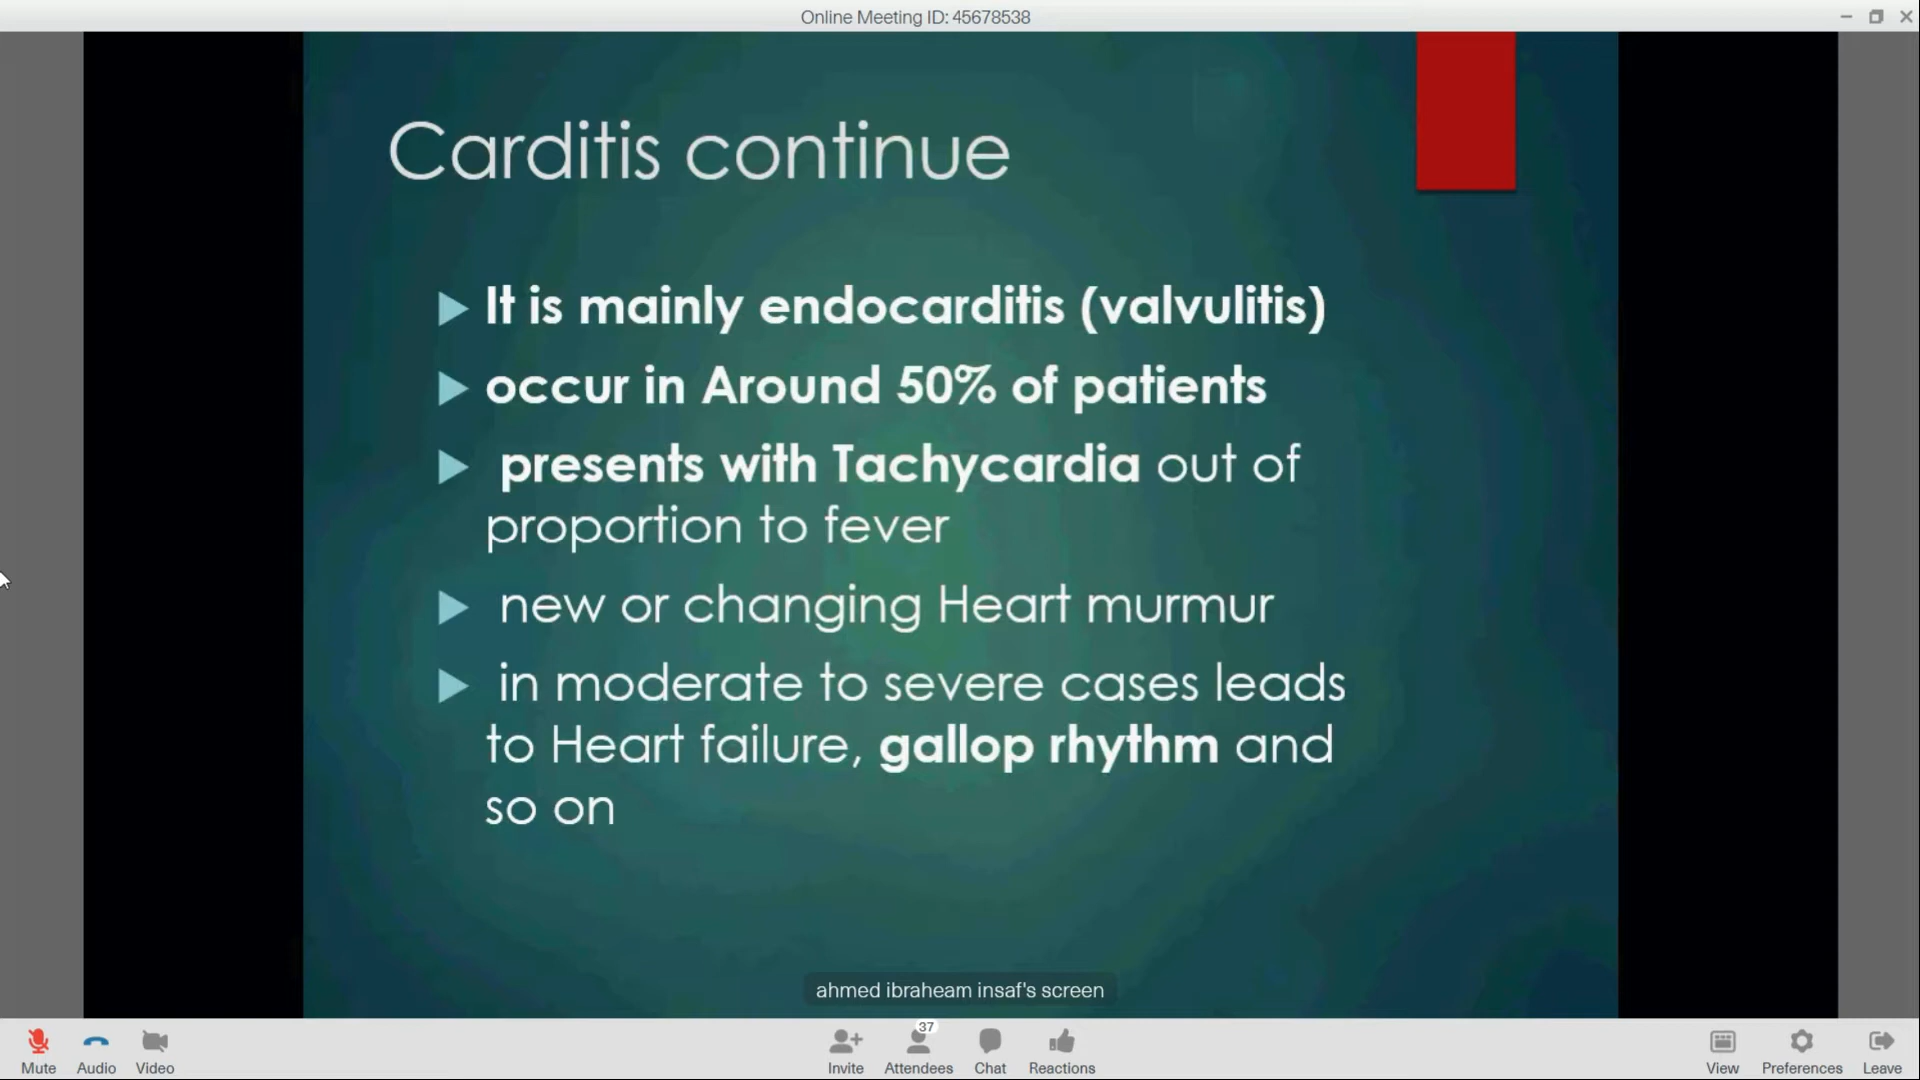 Online Meeting ID: 45678538
Carditis continue
It is mainly endocarditis (valvulitis)
occur in Around 50% of patients
presents with Tachycardia out of
proportion to fever
new or changing Heart murmur
in moderate to severe cases leads
to Heart failure, gallop rhythm and
so on
ahmed ibraheam insaf's screen
37
Mute Audio Video Invite Attendees Chat Reactions View Preferences Leave